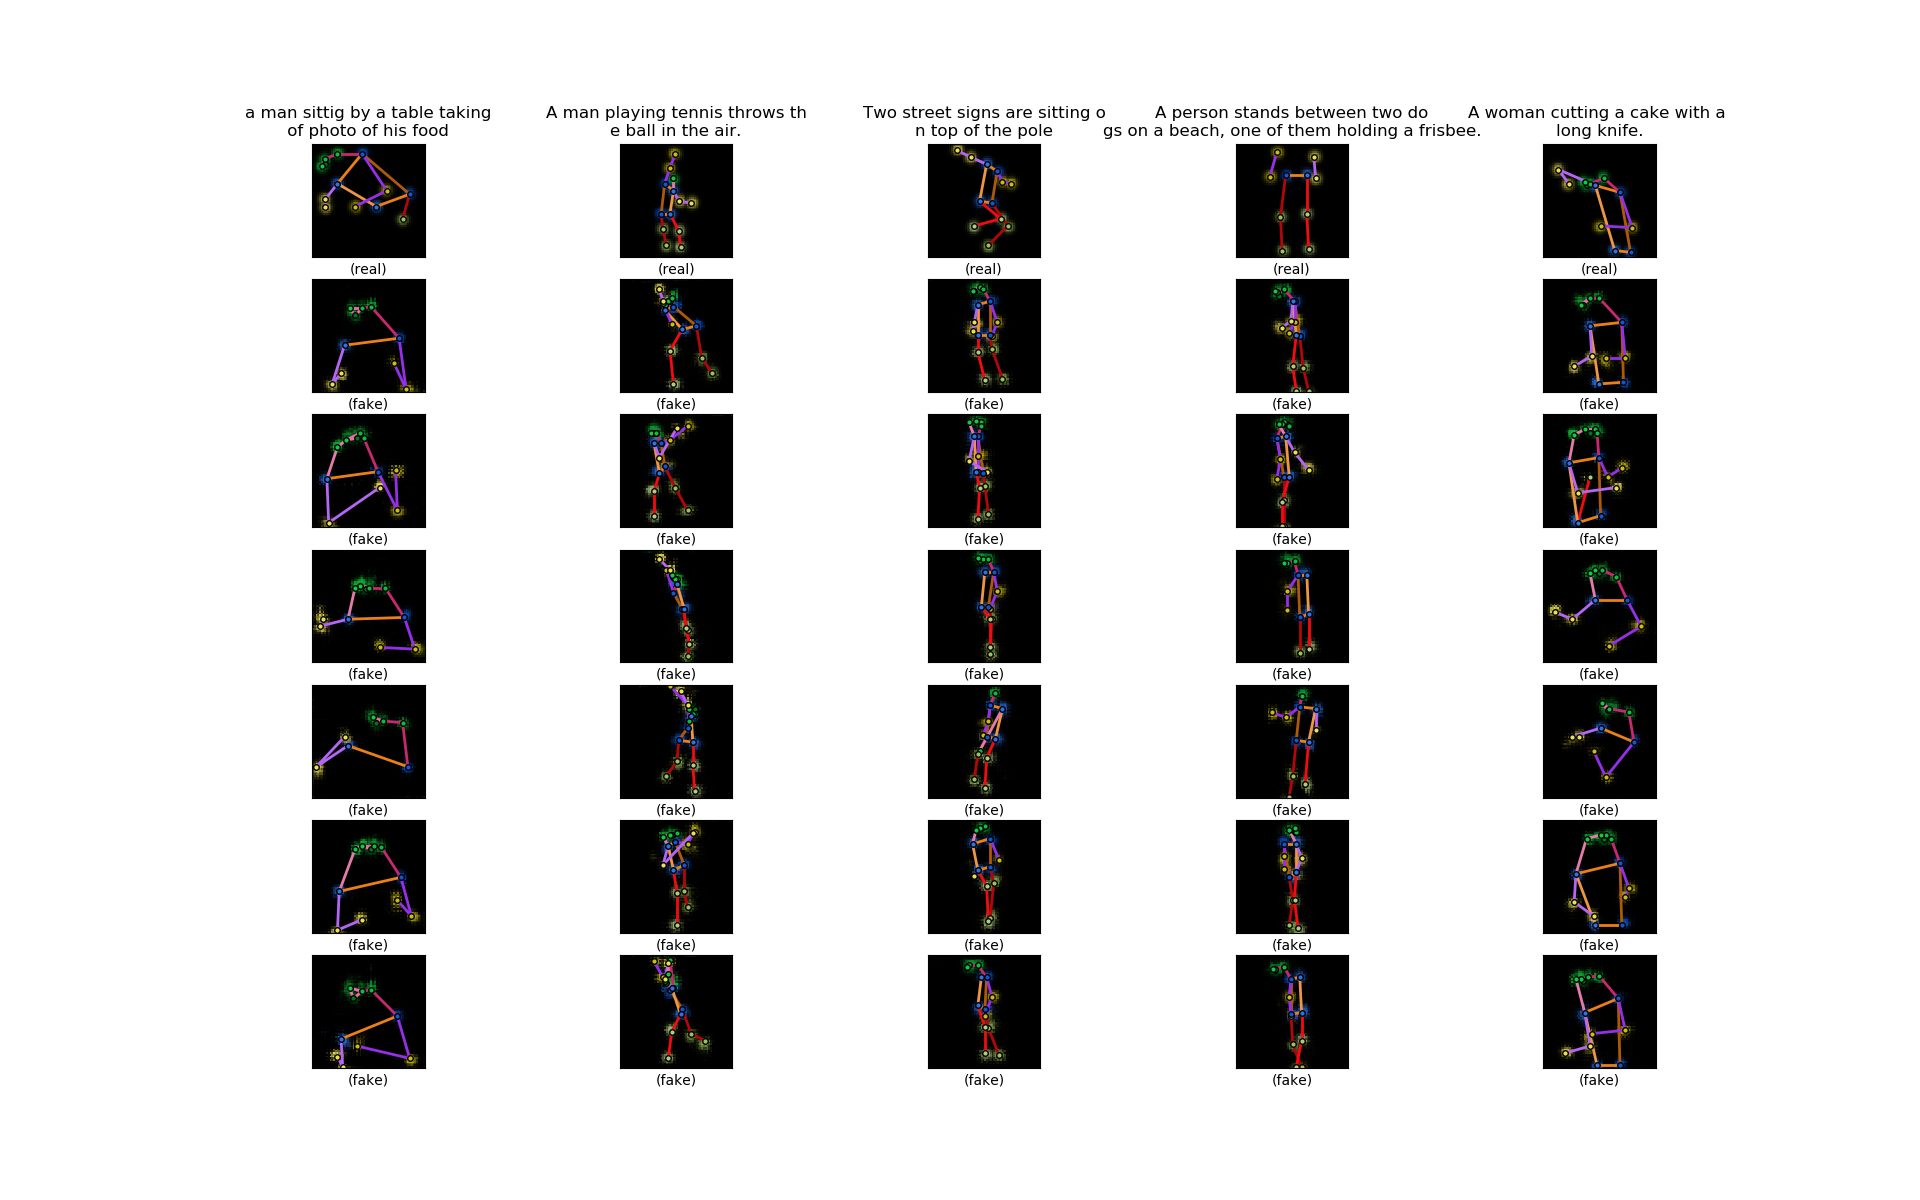 a man sittig by a table taking
of photo of his food
A man playing tennis throws th
e ball in the air.
Two street signs are sitting o
n top of the pole
A person stands between two do
gs on a beach, one of them holding a frisbee.
A woman cutting a cake with a
long knife.
(real) (real) (real) (real) (real)
(fake) (fake) (fake) (fake) (fake)
(fake) (fake) (fake) (fake) (fake)
(fake) (fake) (fake) (fake) (fake)
(fake) (fake) (fake) (fake) (fake)
(fake) (fake) (fake) (fake) (fake)
(fake) (fake) (fake) (fake) (fake)